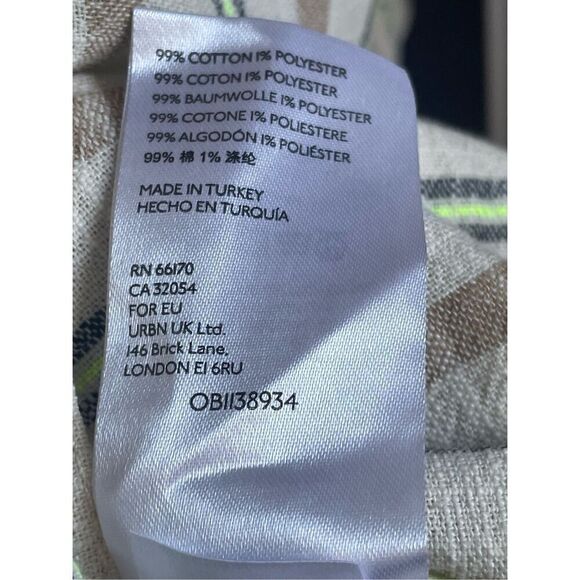 99% COTTON 1% POLYESTER
99% COTON 1% POLYESTER
99% BAUMWOLLE 1% POLYESTER
99% COTONE 1% POLIESTERE
99% ALGODÓN 1% POLIÉSTER
99% 棉 1% 涤纶
MADE IN TURKEY
HECHO EN TURQUÍA
RN 66170
CA 32054
FOR EU
URBN UK Ltd.
146 Brick Lane,
LONDON E1 6RU
OB1138934